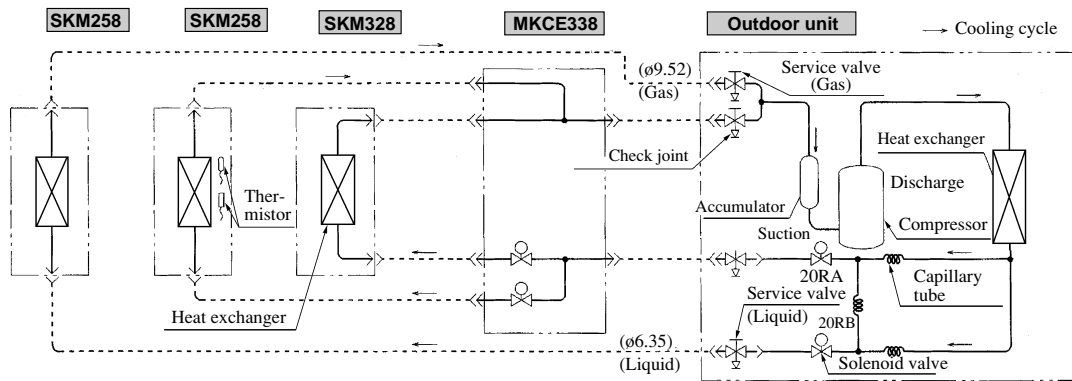 SKM258
SKM258
SKM328
MKCE338
Outdoor unit
Cooling cycle
(ø9.52)
(Gas)
Service valve
(Gas)
Check joint
Heat exchanger
Discharge
Accumulator
Compressor
Suction
Ther-
mistor
Heat exchanger
20RA
Capillary
tube
Service valve
(Liquid)
20RB
(ø6.35)
(Liquid)
Solenoid valve